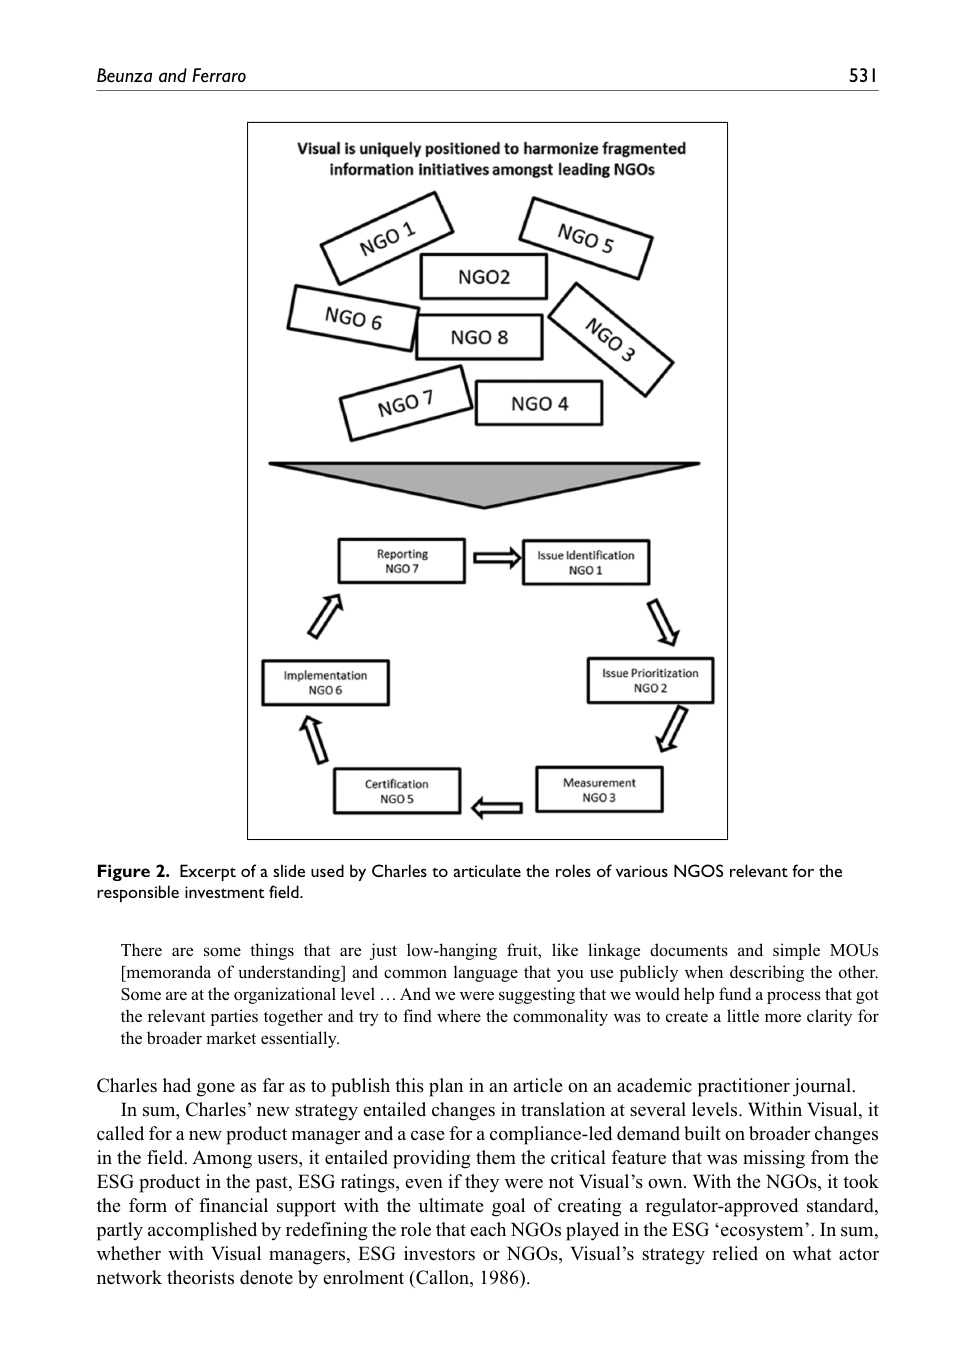 Beunza and Ferraro 531
Visual is uniquely positioned to harmonize fragmented
information initiatives amongst leading NGOs
NGO 1
NGO 5
NGO2
NGO 6
NGO 8
NGO 3
NGO 7
NGO 4
Reporting
NGO 7
Issue Identification
NGO 1
Implementation
NGO 6
Issue Prioritization
NGO 2
Certification
NGO 5
Measurement
NGO 3
Figure 2. Excerpt of a slide used by Charles to articulate the roles of various NGOS relevant for the
responsible investment field.
There are some things that are just low-hanging fruit, like linkage documents and simple MOUs
[memoranda of understanding] and common language that you use publicly when describing the other.
Some are at the organizational level … And we were suggesting that we would help fund a process that got
the relevant parties together and try to find where the commonality was to create a little more clarity for
the broader market essentially.
Charles had gone as far as to publish this plan in an article on an academic practitioner journal.
In sum, Charles’ new strategy entailed changes in translation at several levels. Within Visual, it
called for a new product manager and a case for a compliance-led demand built on broader changes
in the field. Among users, it entailed providing them the critical feature that was missing from the
ESG product in the past, ESG ratings, even if they were not Visual’s own. With the NGOs, it took
the form of financial support with the ultimate goal of creating a regulator-approved standard,
partly accomplished by redefining the role that each NGOs played in the ESG ‘ecosystem’. In sum,
whether with Visual managers, ESG investors or NGOs, Visual’s strategy relied on what actor
network theorists denote by enrolment (Callon, 1986).